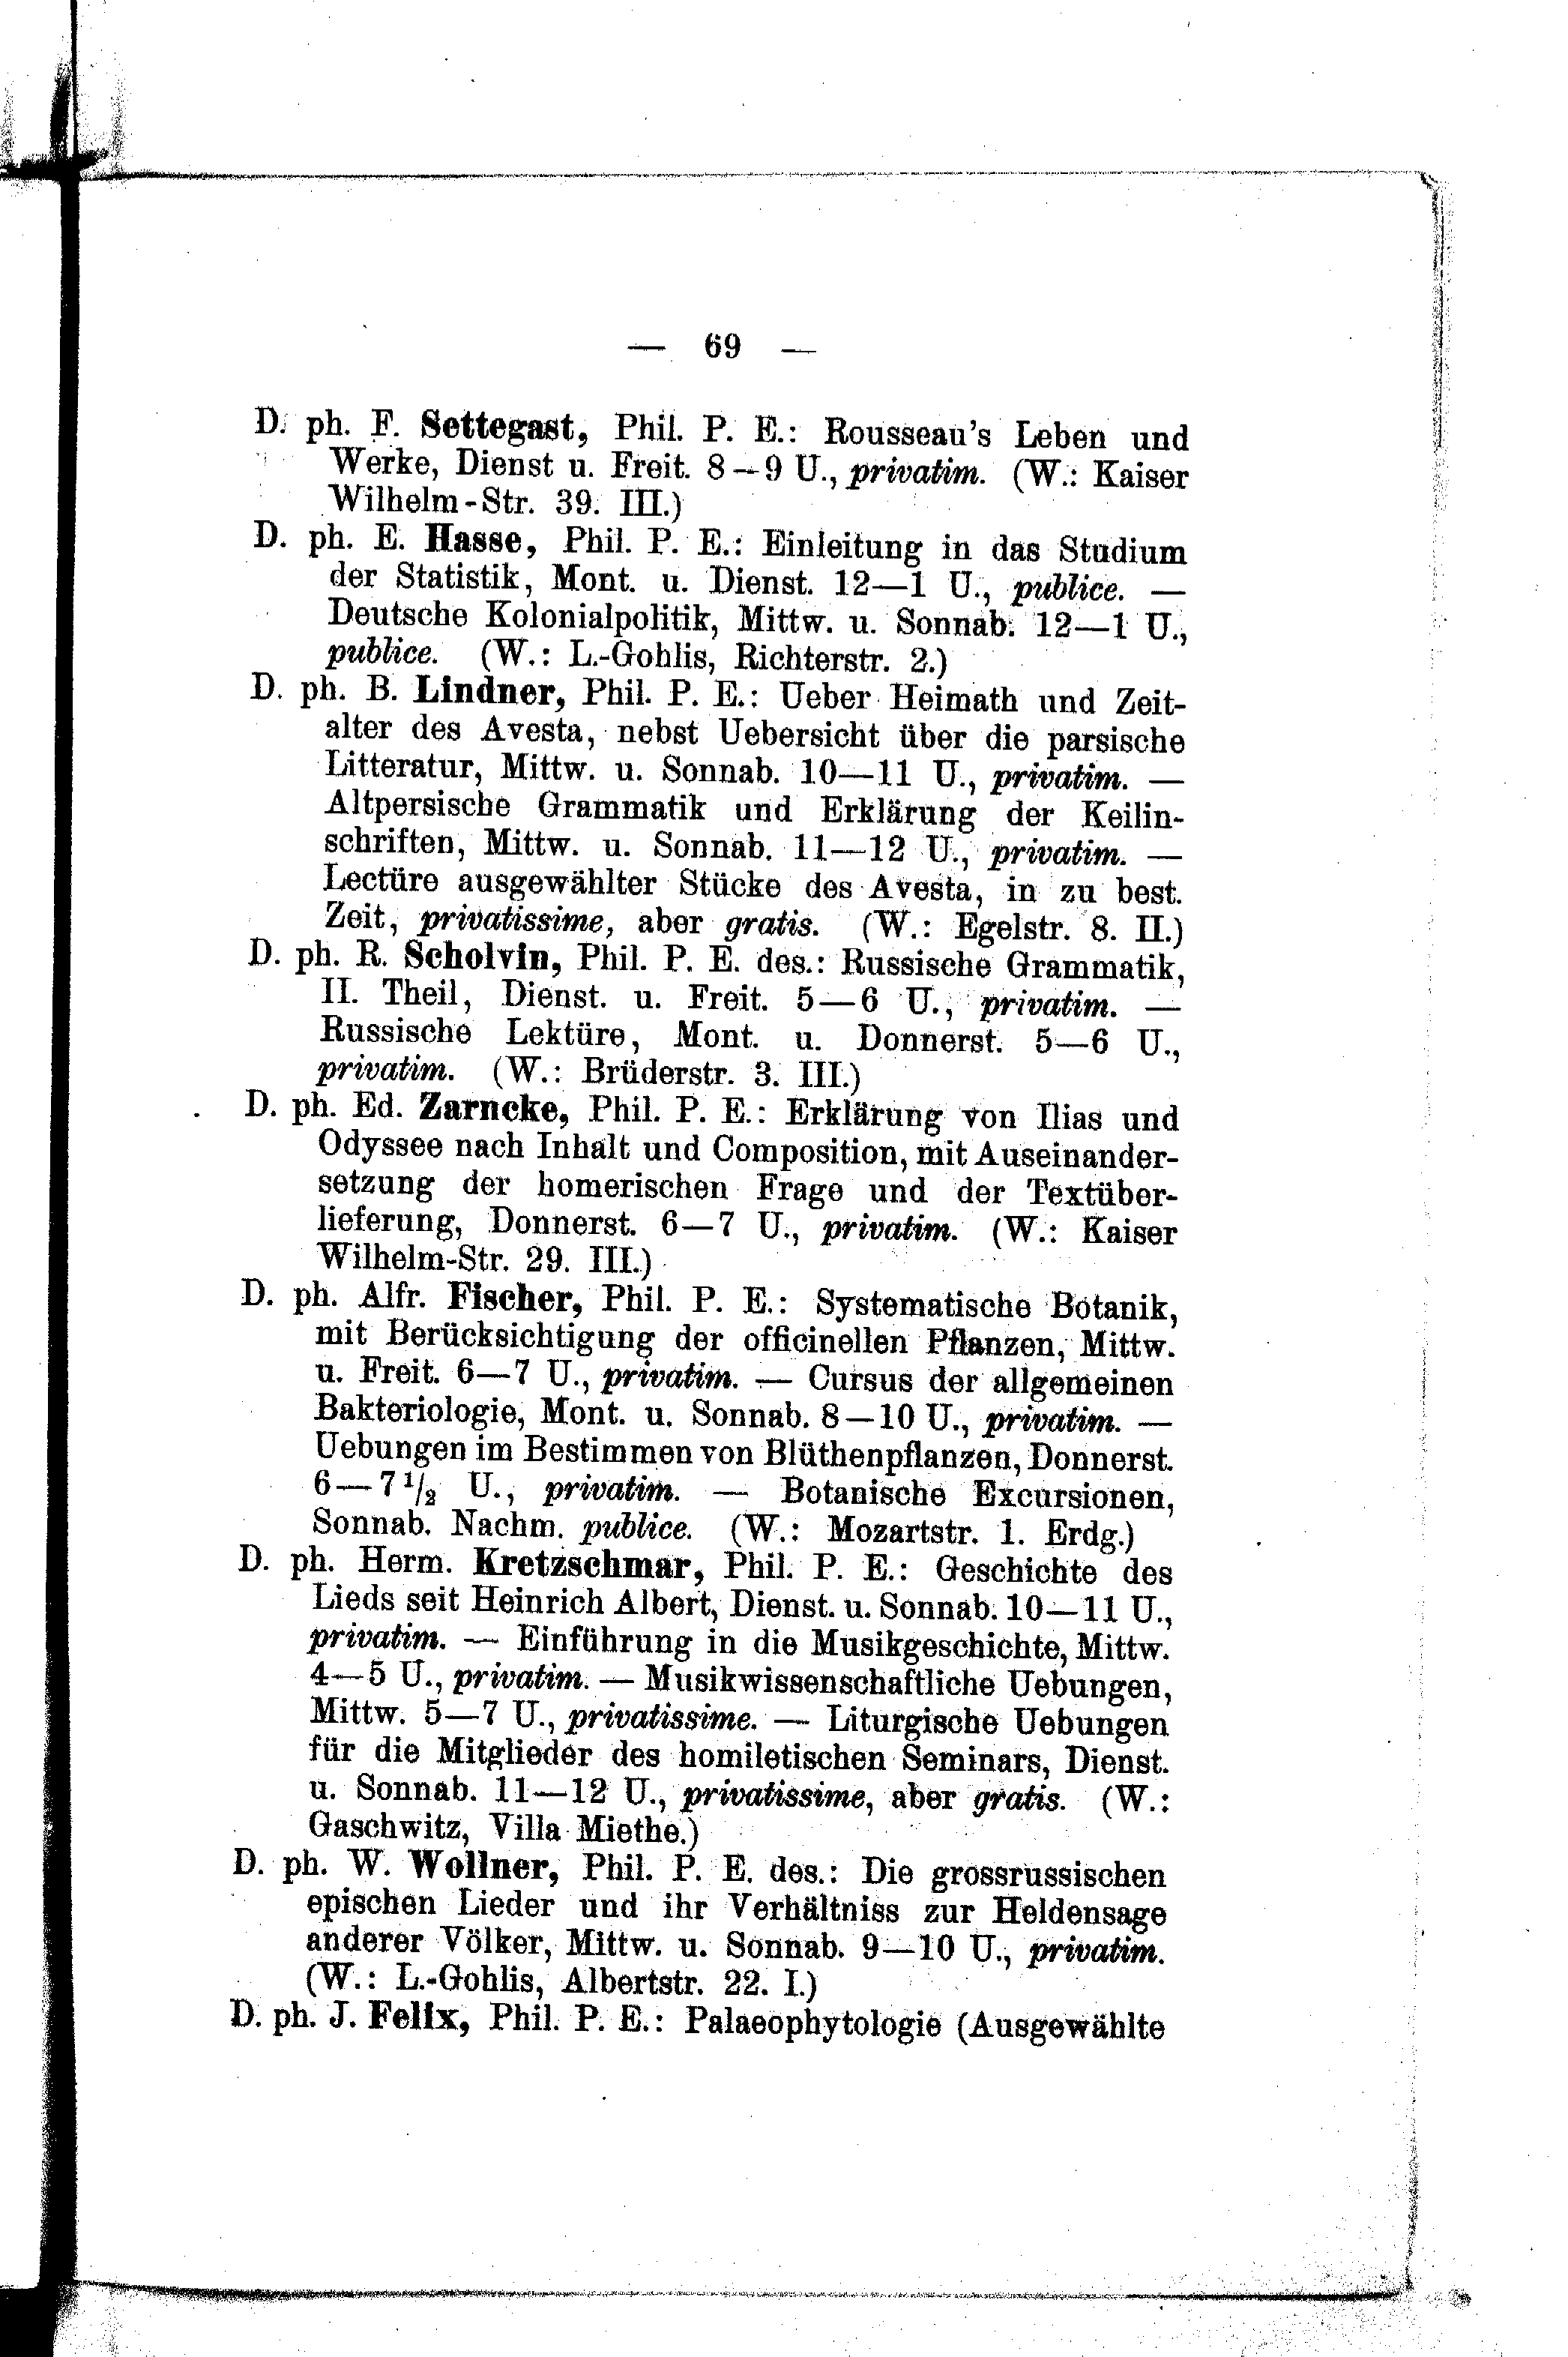 — 69 —
D. ph. F. Settegast, Phil. P. E.: Rousseau's Leben und
Werke, Dienst u. Freit. 8—9 U., privatim. (W.: Kaiser
Wilhelm-Str. 39. III.)
D. ph. E. Hasse, Phil. P. E.: Einleitung in das Studium
der Statistik, Mont. u. Dienst. 12—1 U., publice. —
Deutsche Kolonialpolitik, Mittw. u. Sonnab. 12—1 U.,
publice. (W.: L.-Gohlis, Richterstr. 2.)
D. ph. B. Lindner, Phil. P. E.: Ueber Heimath und Zeit-
alter des Avesta, nebst Uebersicht über die parsische
Litteratur, Mittw. u. Sonnab. 10—11 U., privatim. —
Altpersische Grammatik und Erklärung der Keilin-
schriften, Mittw. u. Sonnab. 11—12 U., privatim. —
Lectüre ausgewählter Stücke des Avesta, in zu best.
Zeit, privatissime, aber gratis. (W.: Egelstr. 8. II.)
D. ph. R. Scholvin, Phil. P. E. des.: Russische Grammatik,
II. Theil, Dienst. u. Freit. 5—6 U., privatim. —
Russische Lektüre, Mont. u. Donnerst. 5—6 U.,
privatim. (W.: Brüderstr. 3. III.)
D. ph. Ed. Zarncke, Phil. P. E.: Erklärung von Ilias und
Odyssee nach Inhalt und Composition, mit Auseinander-
setzung der homerischen Frage und der Textüber-
lieferung, Donnerst. 6—7 U., privatim. (W.: Kaiser
Wilhelm-Str. 29. III.)
D. ph. Alfr. Fischer, Phil. P. E.: Systematische Botanik,
mit Berücksichtigung der officinellen Pflanzen, Mittw.
u. Freit. 6—7 U., privatim. — Cursus der allgemeinen
Bakteriologie, Mont. u. Sonnab. 8—10 U., privatim. —
Uebungen im Bestimmen von Blüthenpflanzen, Donnerst.
6—7 1/2 U., privatim. — Botanische Excursionen,
Sonnab. Nachm. publice. (W.: Mozartstr. 1. Erdg.)
D. ph. Herm. Kretzschmar, Phil. P. E.: Geschichte des
Lieds seit Heinrich Albert, Dienst. u. Sonnab. 10—11 U.,
privatim. — Einführung in die Musikgeschichte, Mittw.
4—5 U., privatim. — Musikwissenschaftliche Uebungen,
Mittw. 5—7 U., privatissime. — Liturgische Uebungen
für die Mitglieder des homiletischen Seminars, Dienst.
u. Sonnab. 11—12 U., privatissime, aber gratis. (W.:
Gaschwitz, Villa Miethe.)
D. ph. W. Wollner, Phil. P. E. des.: Die grossrussischen
epischen Lieder und ihr Verhältniss zur Heldensage
anderer Völker, Mittw. u. Sonnab. 9—10 U., privatim.
(W.: L.-Gohlis, Albertstr. 22. I.)
D. ph. J. Felix, Phil. P. E.: Palaeophytologie (Ausgewählte